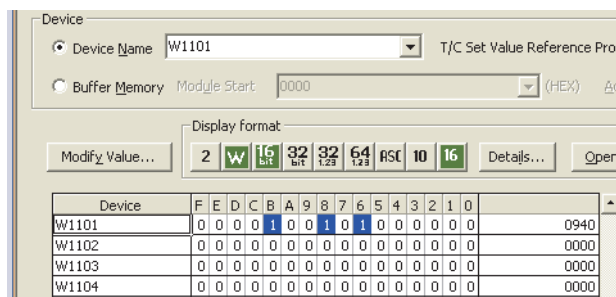 Device
Device Name W1101 T/C Set Value Reference Pro
Buffer Memory Module Start 0000 (HEX)
Display format
Modify Value... 2 W 16 bit 32 bit 32 1.23 64 1.23 ASC 10 16 Details... Open
Device F E D C B A 9 8 7 6 5 4 3 2 1 0
W1101 0 0 0 0 1 0 0 1 0 1 0 0 0 0 0 0 0940
W1102 0 0 0 0 0 0 0 0 0 0 0 0 0 0 0 0 0000
W1103 0 0 0 0 0 0 0 0 0 0 0 0 0 0 0 0 0000
W1104 0 0 0 0 0 0 0 0 0 0 0 0 0 0 0 0 0000